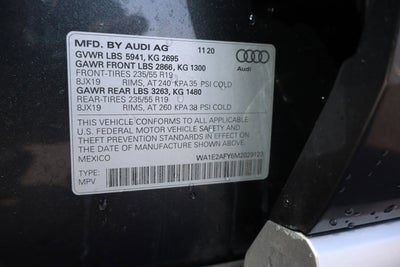 MFD. BY AUDI AG 11 20
GVWR LBS 5941, KG 2695
GAWR FRONT LBS 2866, KG 1300
FRONT-TIRES 235/55 R19
8JX19 RIMS, AT 240 KPA 35 PSI COLD
GAWR REAR LBS 3263, KG 1480
REAR-TIRES 235/55 R19
8JX19 RIMS, AT 260 KPA 38 PSI COLD
Audi
THIS VEHICLE CONFORMS TO ALL APPLICABLE
U.S. FEDERAL MOTOR VEHICLE SAFETY AND
THEFT PREVENTION STANDARDS IN EFFECT ON THE
DATE OF MANUFACTURE SHOWN ABOVE.
MEXICO WA1E2AFY6M2029123
TYPE:
MPV